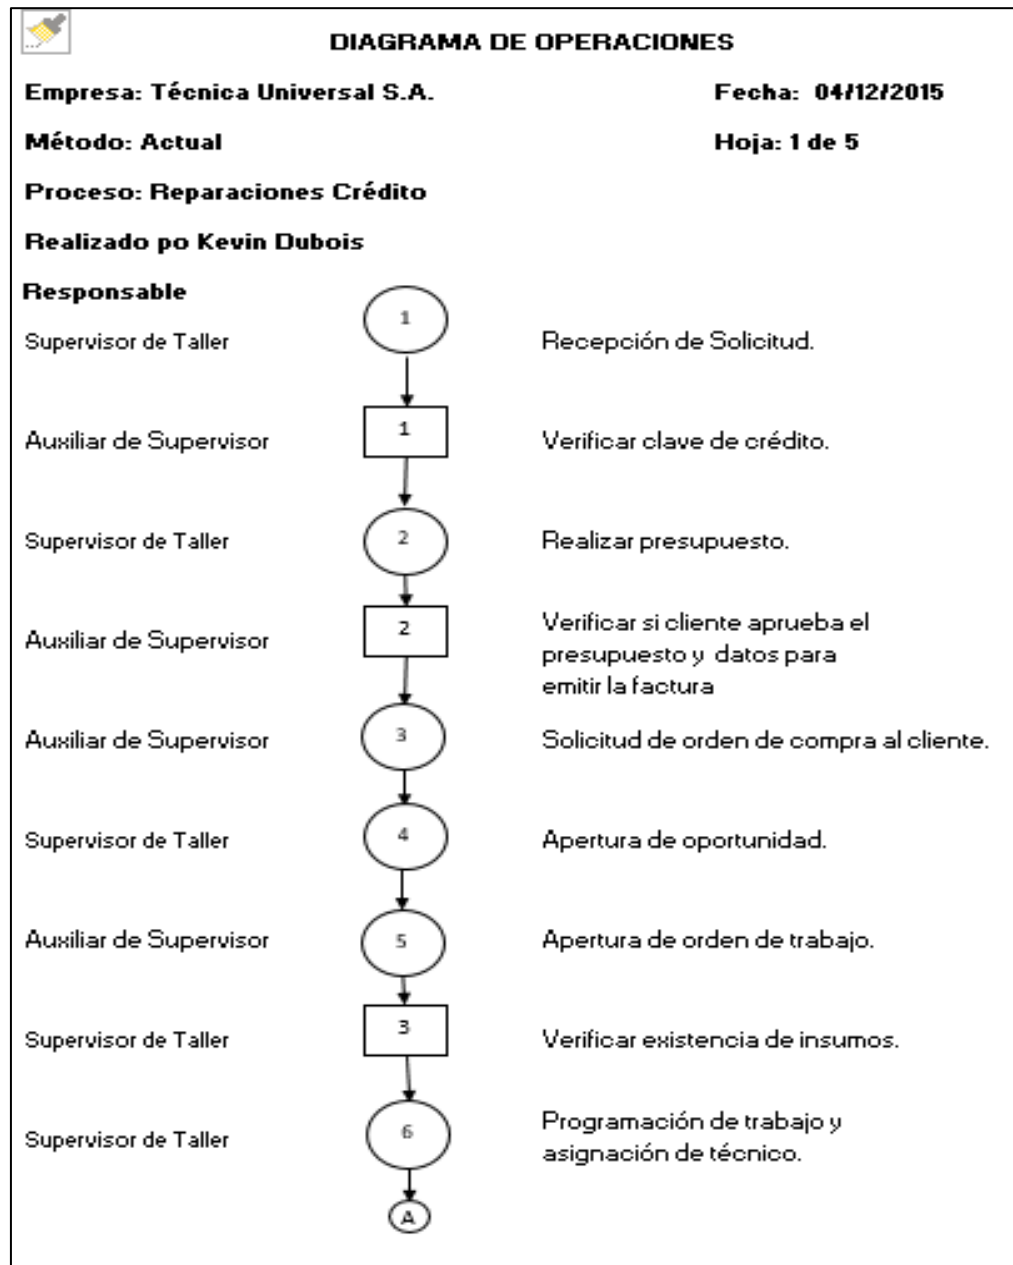 DIAGRAMA DE OPERACIONES
Empresa: Técnica Universal S.A.
Fecha: 04/12/2015
Método: Actual
Hoja: 1 de 5
Proceso: Reparaciones Crédito
Realizado po Kevin Dubois
Responsable
1
Supervisor de Taller
Recepción de Solicitud.
1
Auxiliar de Supervisor
Verificar clave de crédito.
2
Supervisor de Taller
Realizar presupuesto.
2
Auxiliar de Supervisor
Verificar si cliente aprueba el
presupuesto y datos para
emitir la factura
3
Auxiliar de Supervisor
Solicitud de orden de compra al cliente.
4
Supervisor de Taller
Apertura de oportunidad.
5
Auxiliar de Supervisor
Apertura de orden de trabajo.
3
Supervisor de Taller
Verificar existencia de insumos.
6
Supervisor de Taller
Programación de trabajo y
asignación de técnico.
A